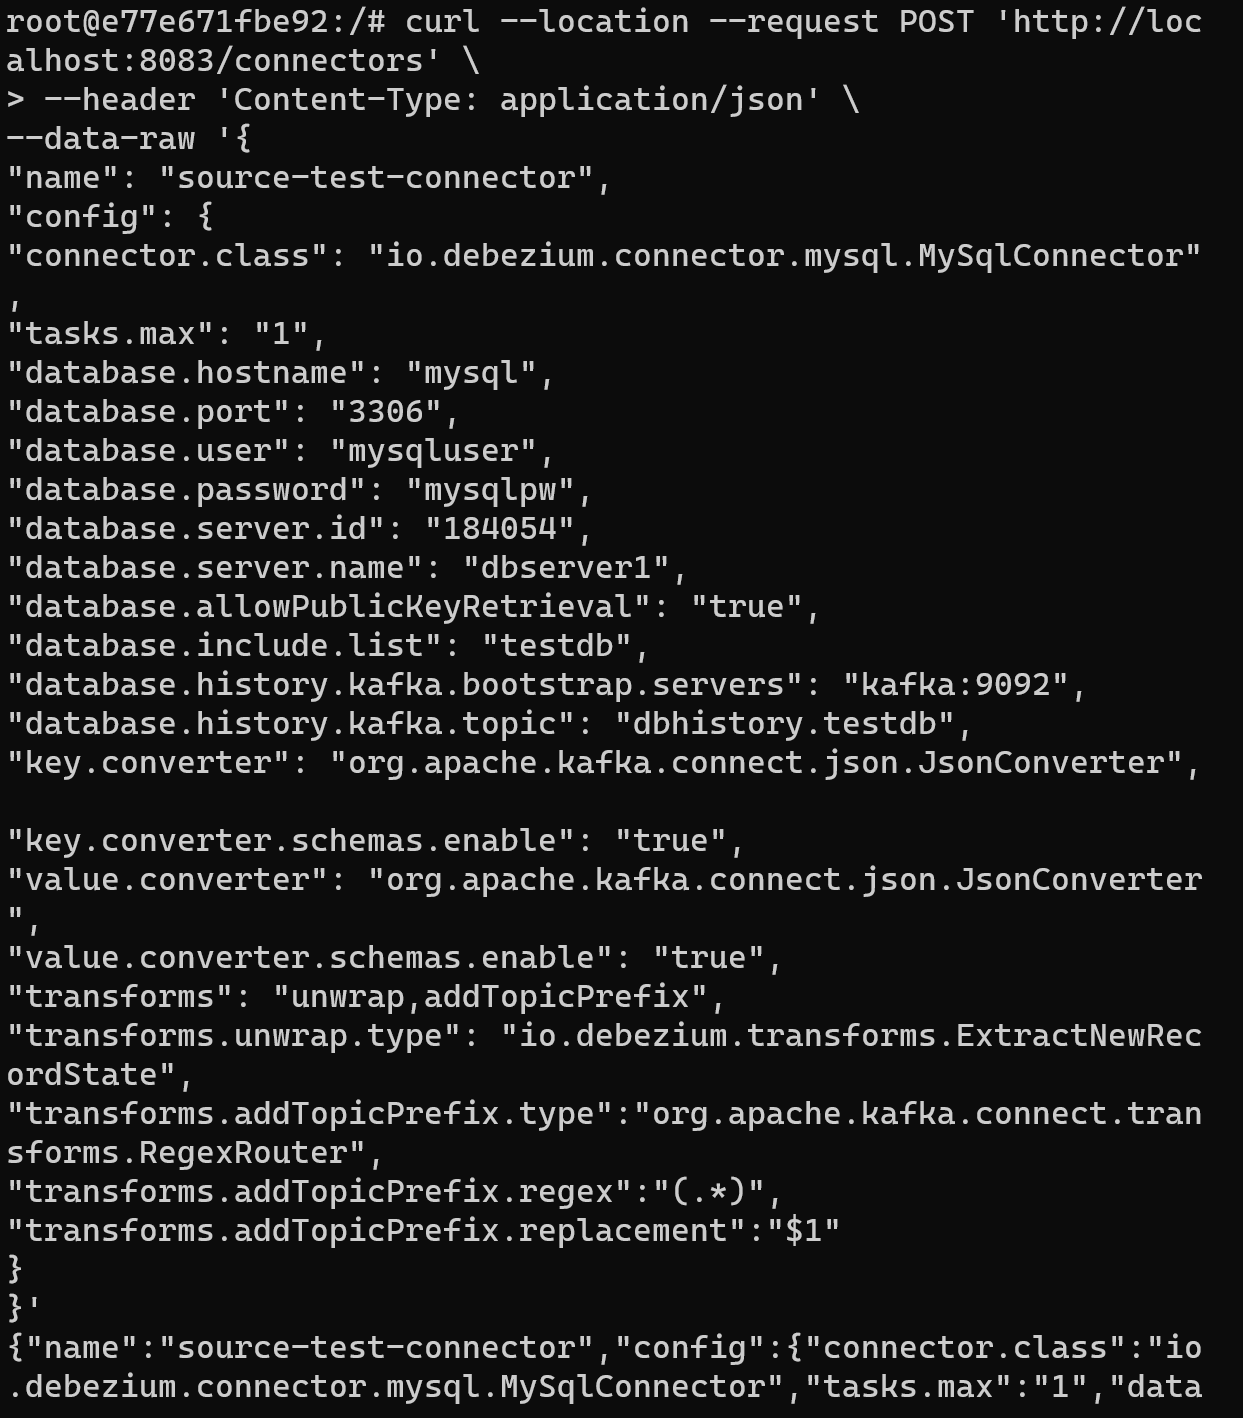 root@e77e671fbe92:/# curl --location --request POST 'http://loc
alhost:8083/connectors' \
> --header 'Content-Type: application/json' \
--data-raw '{
"name": "source-test-connector",
"config": {
"connector.class": "io.debezium.connector.mysql.MySqlConnector"
,
"tasks.max": "1",
"database.hostname": "mysql",
"database.port": "3306",
"database.user": "mysqluser",
"database.password": "mysqlpw",
"database.server.id": "184054",
"database.server.name": "dbserver1",
"database.allowPublicKeyRetrieval": "true",
"database.include.list": "testdb",
"database.history.kafka.bootstrap.servers": "kafka:9092",
"database.history.kafka.topic": "dbhistory.testdb",
"key.converter": "org.apache.kafka.connect.json.JsonConverter",
"key.converter.schemas.enable": "true",
"value.converter": "org.apache.kafka.connect.json.JsonConverter
",
"value.converter.schemas.enable": "true",
"transforms": "unwrap,addTopicPrefix",
"transforms.unwrap.type": "io.debezium.transforms.ExtractNewRec
ordState",
"transforms.addTopicPrefix.type":"org.apache.kafka.connect.tran
sforms.RegexRouter",
"transforms.addTopicPrefix.regex":"(.*)",
"transforms.addTopicPrefix.replacement":"$1"
}
}'
{"name":"source-test-connector","config":{"connector.class":"io
.debezium.connector.mysql.MySqlConnector","tasks.max":"1","data